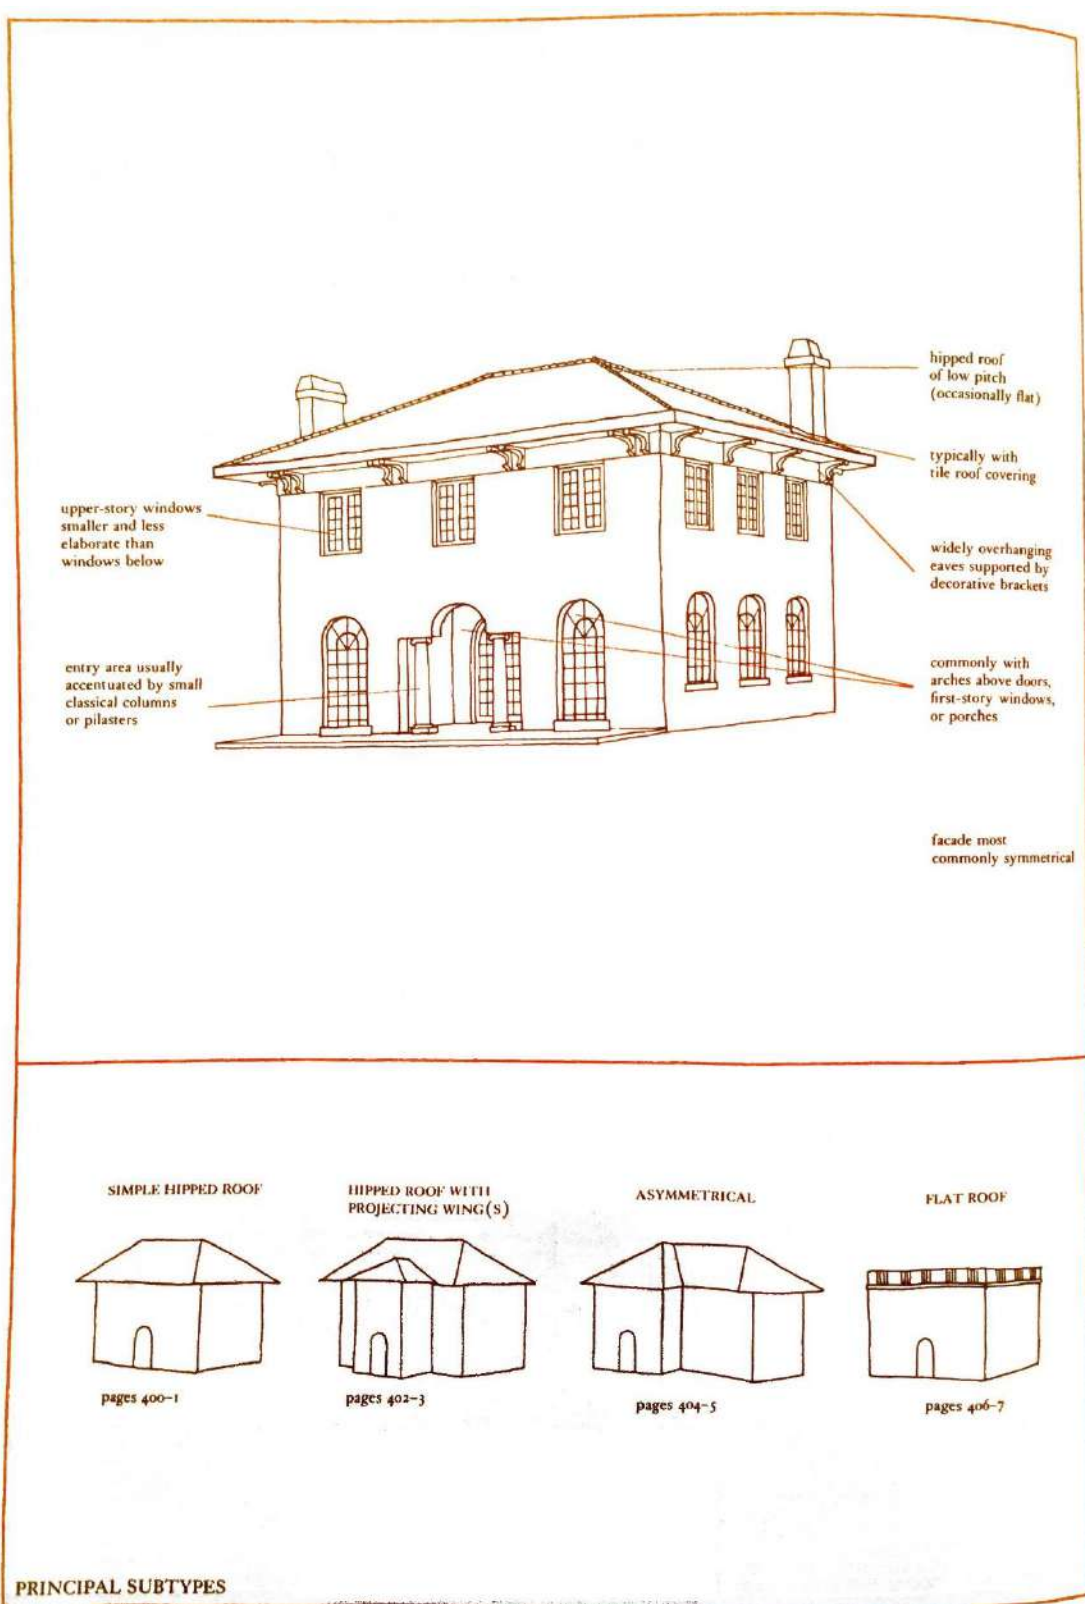 hipped roof
of low pitch
(occasionally flat)
typically with
tile roof covering
upper-story windows
smaller and less
elaborate than
windows below
widely overhanging
eaves supported by
decorative brackets
entry area usually
accentuated by small
classical columns
or pilasters
commonly with
arches above doors,
first-story windows,
or porches
facade most
commonly symmetrical
SIMPLE HIPPED ROOF
pages 400-1
HIPPED ROOF WITH
PROJECTING WING(S)
pages 402-3
ASYMMETRICAL
pages 404-5
FLAT ROOF
pages 406-7
PRINCIPAL SUBTYPES